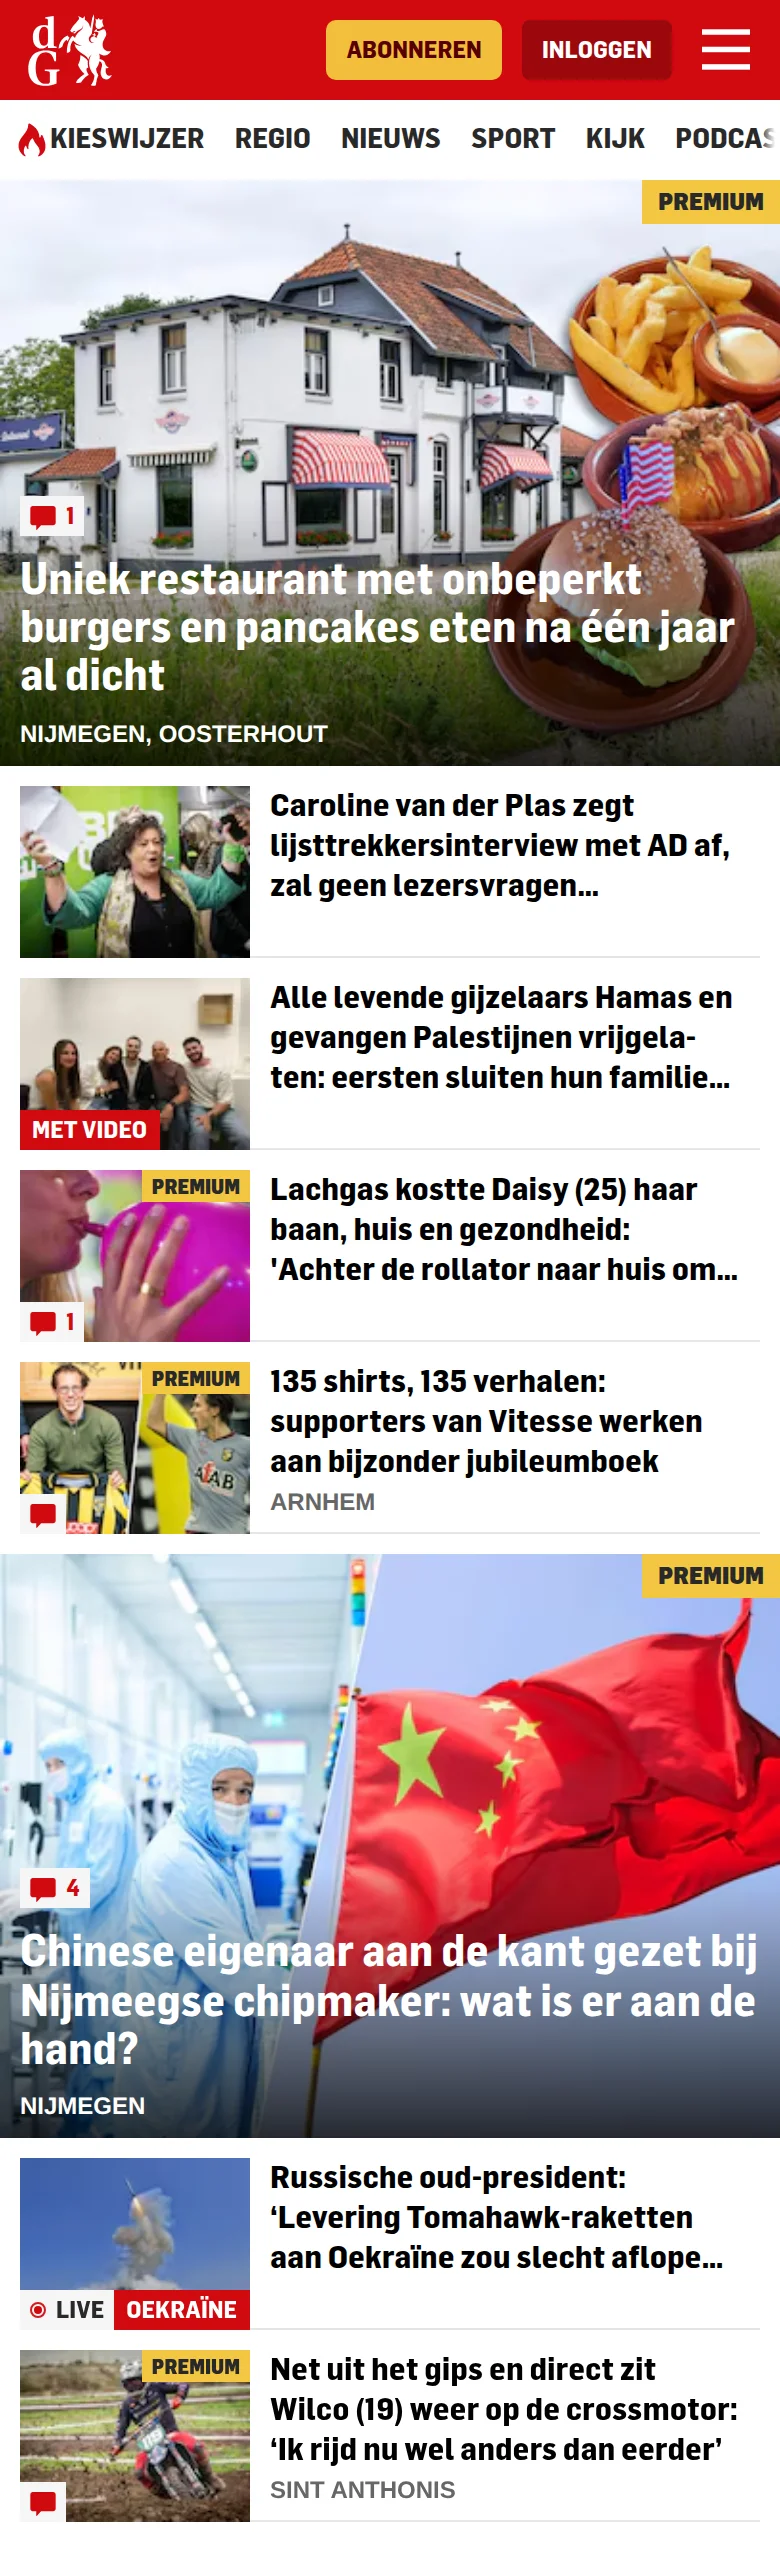 dG
ABONNEREN
INLOGGEN
KIESWIJZER REGIO NIEUWS SPORT KIJK PODCAS
PREMIUM
1
Uniek restaurant met onbeperkt
burgers en pancakes eten na één jaar
al dicht
NIJMEGEN, OOSTERHOUT
Caroline van der Plas zegt
lijsttrekkersinterview met AD af,
zal geen lezersvragen...
Alle levende gijzelaars Hamas en
gevangen Palestijnen vrijgela-
ten: eersten sluiten hun familie...
MET VIDEO
PREMIUM
1
Lachgas kostte Daisy (25) haar
baan, huis en gezondheid:
'Achter de rollator naar huis om...
PREMIUM
135 shirts, 135 verhalen:
supporters van Vitesse werken
aan bijzonder jubileumboek
ARNHEM
PREMIUM
4
Chinese eigenaar aan de kant gezet bij
Nijmeegse chipmaker: wat is er aan de
hand?
NIJMEGEN
Russische oud-president:
‘Levering Tomahawk-raketten
aan Oekraïne zou slecht aflope...
LIVE OEKRAÏNE
PREMIUM
Net uit het gips en direct zit
Wilco (19) weer op de crossmotor:
‘Ik rijd nu wel anders dan eerder’
SINT ANTHONIS